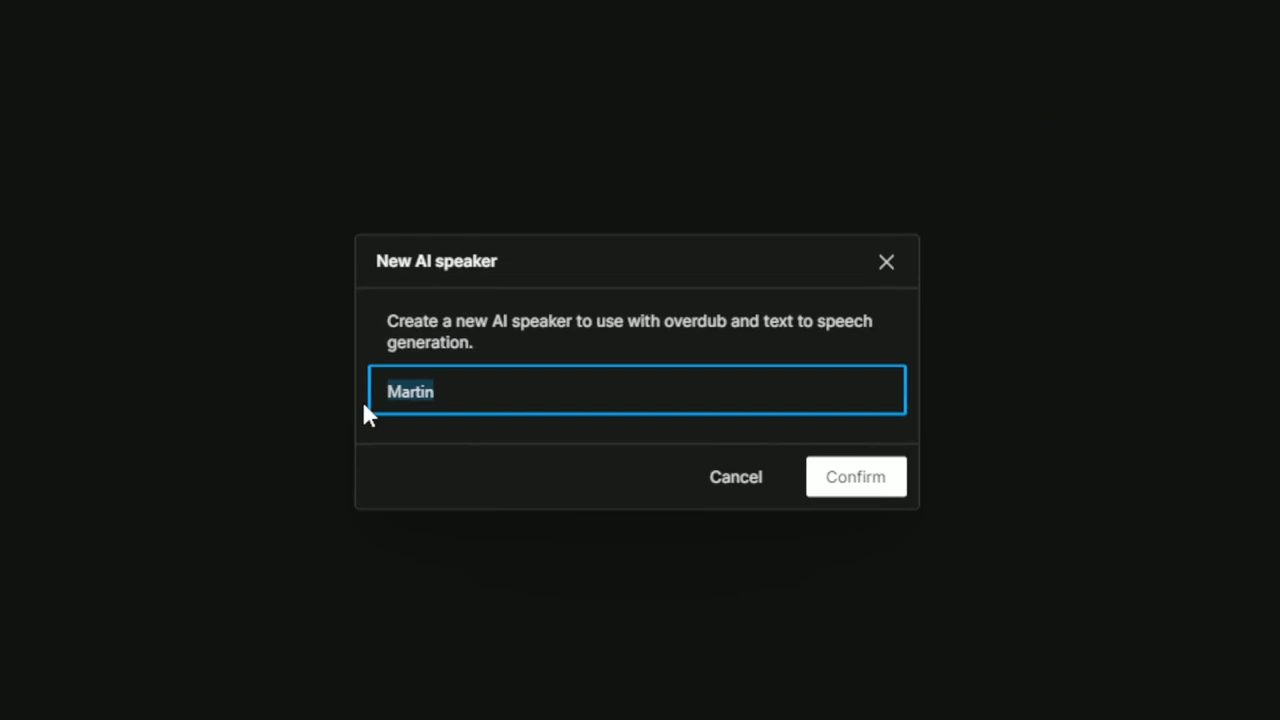 New AI speaker
Create a new AI speaker to use with overdub and text to speech
generation.
Martin
Cancel
Confirm